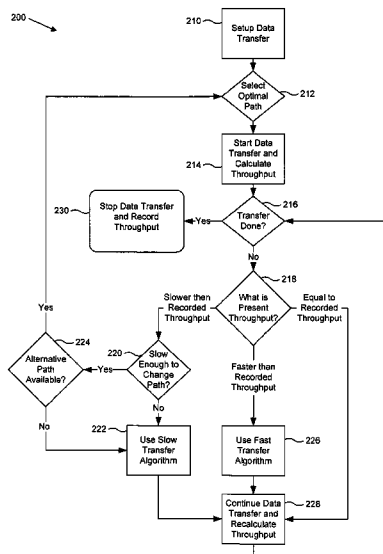 200
210
Setup Data
Transfer
Select
Optimal
Path
212
214
Start Data
Transfer and
Calculate
Throughput
216
230
Stop Data Transfer
and Record
Throughput
Yes
Transfer
Done?
No
218
Slower then
Recorded
Throughput
What is
Present
Throughput?
Equal to
Recorded
Throughput
Yes
224
Alternative
Path
Available?
Yes
220
Slow
Enough to
Change
Path?
Faster than
Recorded
Throughput
No
No
222
Use Slow
Transfer
Algorithm
Use Fast
Transfer
Algorithm
226
Continue Data
Transfer and
Recalculate
Throughput
228